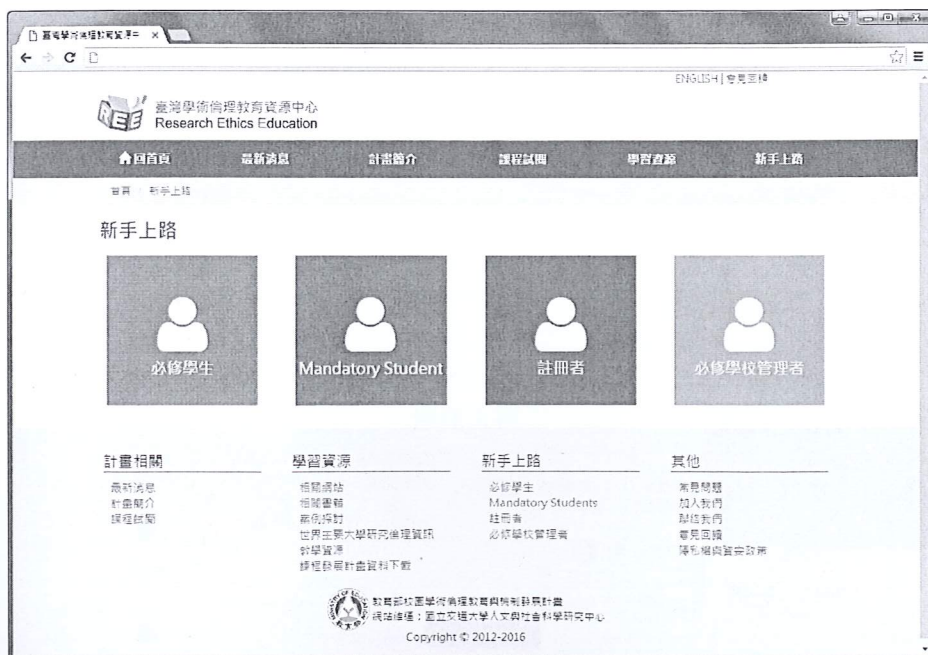 臺灣學術倫理教育資源中
ENGLISH | 意見回饋
REE
臺灣學術倫理教育資源中心
Research Ethics Education
回首頁 最新消息 計畫簡介 課程試閱 學習資源 新手上路
首頁 新手上路
新手上路
必修學生 Mandatory Student 註冊者 必修學校管理者
計畫相關
最新消息
計畫簡介
課程試閱
學習資源
相關網站
相關書籍
案例探討
世界主要大學研究倫理資訊
教學資源
課程發展計畫資料下載
新手上路
必修學生
Mandatory Students
註冊者
必修學校管理者
其他
常見問題
加入我們
聯絡我們
意見回饋
隱私權與資安政策
教育部校園學術倫理教育與機制發展計畫
網站維運：國立交通大學人文與社會科學研究中心
Copyright © 2012-2016